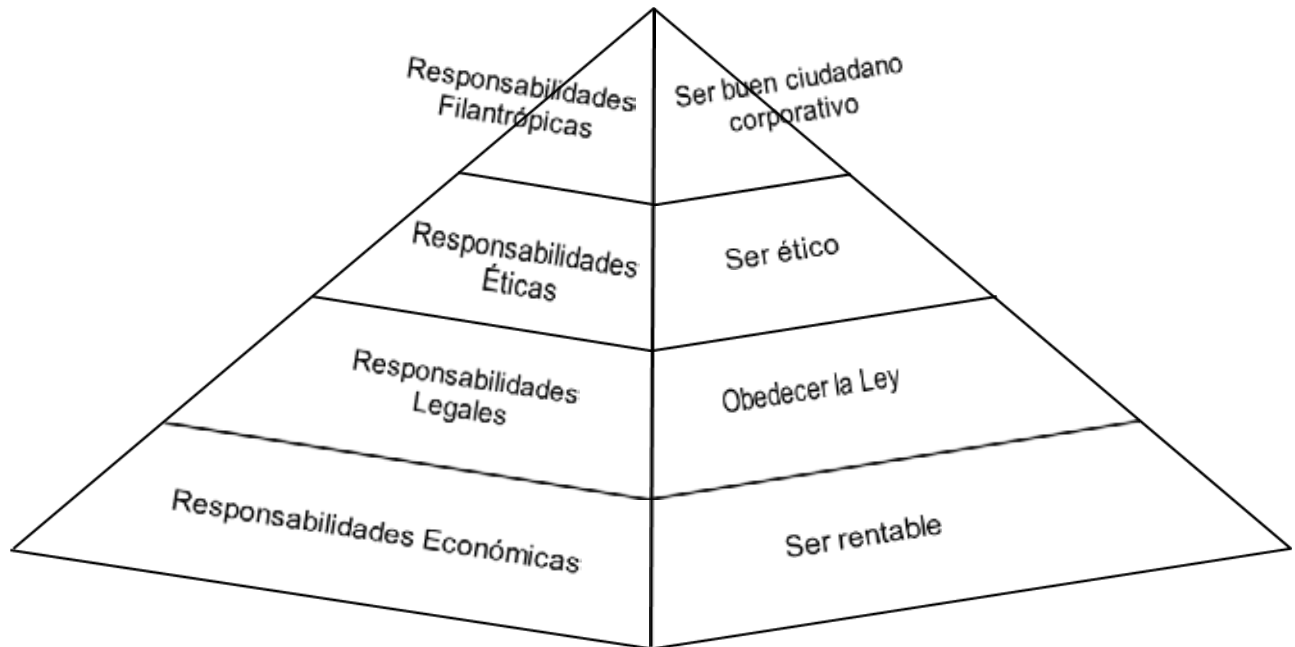 Responsabilidades
Filantrópicas
Ser buen ciudadano
corporativo
Responsabilidades
Éticas
Ser ético
Responsabilidades
Legales
Obedecer la Ley
Responsabilidades Económicas
Ser rentable